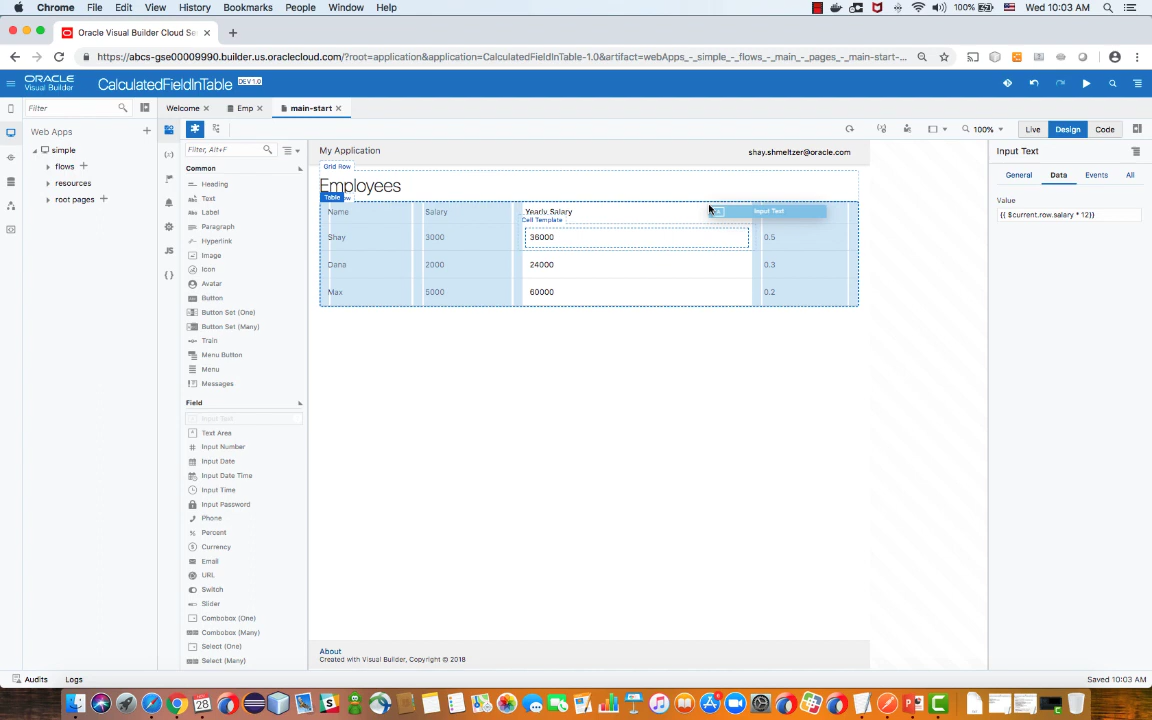 Chrome File Edit View History Bookmarks People Window Help 100% Wed 10:03 AM
Oracle Visual Builder Cloud Se
https://abcs-gse00009990.builder.us.oraclecloud.com/?root=application&application=CalculatedFieldInTable-1.0&artifact=webApps_-_simple_-_flows_-_main_-_pages_-_main-start-...
ORACLE Visual Builder CalculatedFieldInTable DEV 1.0
Filter Welcome Emp main-start
Web Apps
simple
flows
resources
root pages
Filter, Alt+F
100% Live Design Code
Common
Heading
Text
Label
Paragraph
Hyperlink
Image
Icon
Avatar
Button
Button Set (One)
Button Set (Many)
Train
Menu Button
Menu
Messages
Field
Input Text
Text Area
Input Number
Input Date
Input Date Time
Input Time
Input Password
Phone
Percent
Currency
Email
URL
Switch
Slider
Combobox (One)
Combobox (Many)
Select (One)
Select (Many)
My Application shay.shmeltzer@oracle.com
Grid Row
Employees
Table
Name Salary Yearly Salary Input Text
Cell Template
Shay 3000 36000 0.5
Dana 2000 24000 0.3
Max 5000 60000 0.2
About
Created with Visual Builder, Copyright © 2018
Input Text
General Data Events All
Value
{{ $current.row.salary * 12}}
Audits Logs Saved 10:03 AM